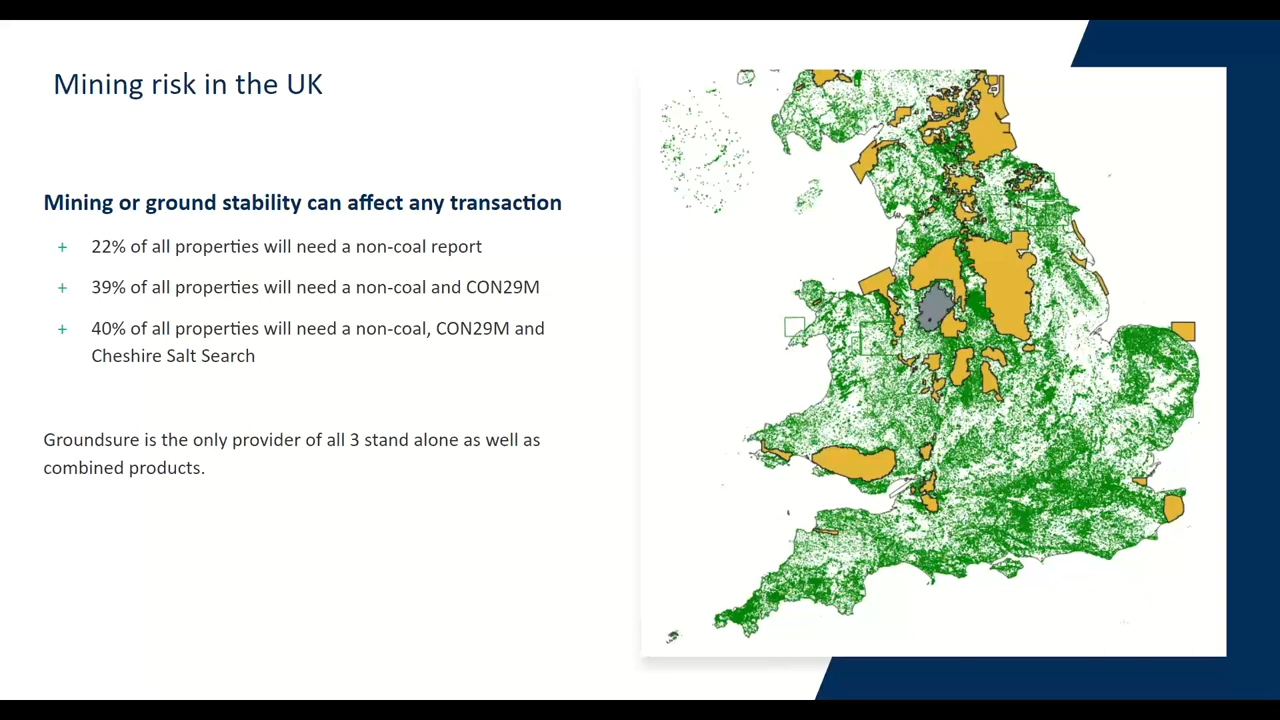 Mining risk in the UK
Mining or ground stability can affect any transaction
+ 22% of all properties will need a non-coal report
+ 39% of all properties will need a non-coal and CON29M
+ 40% of all properties will need a non-coal, CON29M and
Cheshire Salt Search
Groundsure is the only provider of all 3 stand alone as well as
combined products.